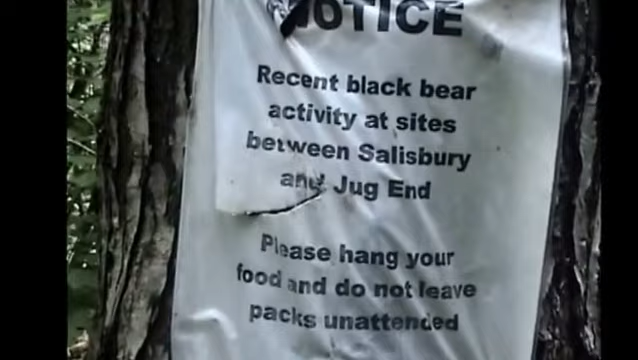 NOTICE
Recent black bear
activity at sites
between Salisbury
and Jug End
Please hang your
food and do not leave
packs unattended